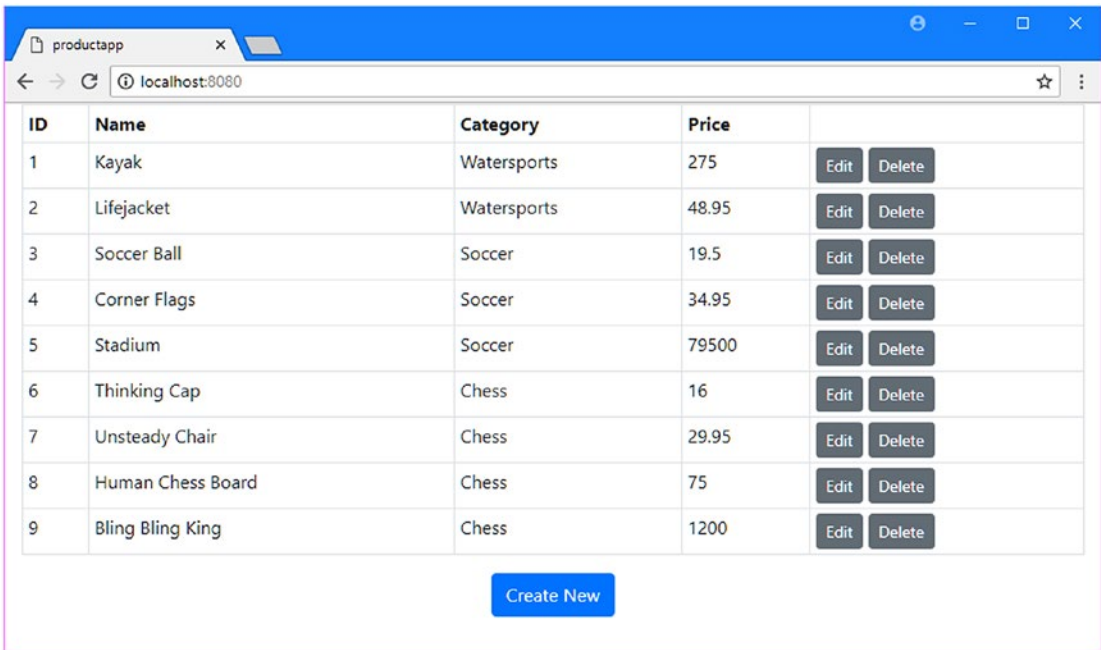 productapp
localhost:8080
ID Name Category Price
1 Kayak Watersports 275 Edit Delete
2 Lifejacket Watersports 48.95 Edit Delete
3 Soccer Ball Soccer 19.5 Edit Delete
4 Corner Flags Soccer 34.95 Edit Delete
5 Stadium Soccer 79500 Edit Delete
6 Thinking Cap Chess 16 Edit Delete
7 Unsteady Chair Chess 29.95 Edit Delete
8 Human Chess Board Chess 75 Edit Delete
9 Bling Bling King Chess 1200 Edit Delete
Create New